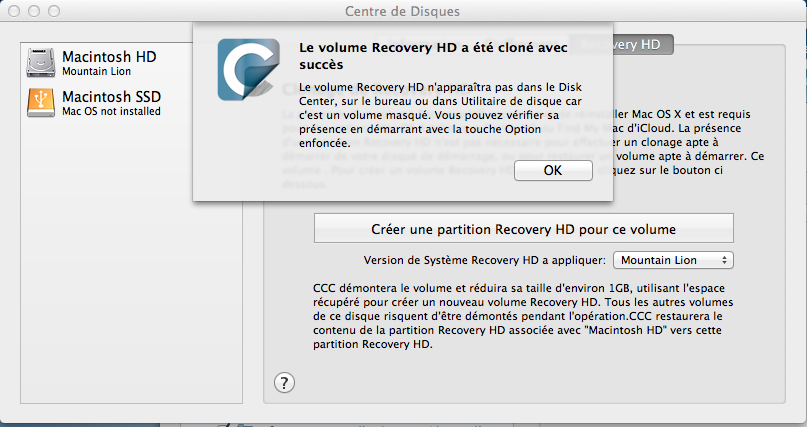 Centre de Disques
Macintosh HD
Mountain Lion
Macintosh SSD
Mac OS not installed
very HD
Le volume Recovery HD a été cloné avec
succès
Le volume Recovery HD n'apparaîtra pas dans le Disk
Center, sur le bureau ou dans Utilitaire de disque car
c'est un volume masqué. Vous pouvez vérifier sa
présence en démarrant avec la touche Option
enfoncée.
OK
ller Mac OS X et est requis
ac d'iCloud. La présence
un clonage apte à
volume apte à démarrer. Ce
quez sur le bouton ci
Créer une partition Recovery HD pour ce volume
Version de Système Recovery HD a appliquer: Mountain Lion
CCC démontera le volume et réduira sa taille d'environ 1GB, utilisant l'espace
récupéré pour créer un nouveau volume Recovery HD. Tous les autres volumes
de ce disque risquent d'être démontés pendant l'opération.CCC restaurera le
contenu de la partition Recovery HD associée avec "Macintosh HD" vers cette
partition Recovery HD.
?